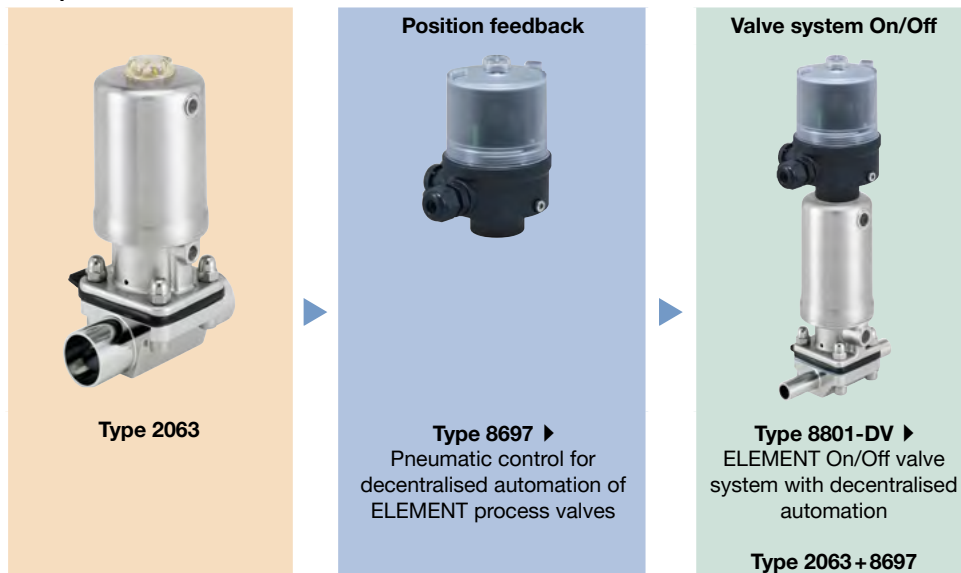 Position feedback
Valve system On/Off
Type 2063
Type 8697
Pneumatic control for
decentralised automation of
ELEMENT process valves
Type 8801-DV
ELEMENT On/Off valve
system with decentralised
automation
Type 2063+8697